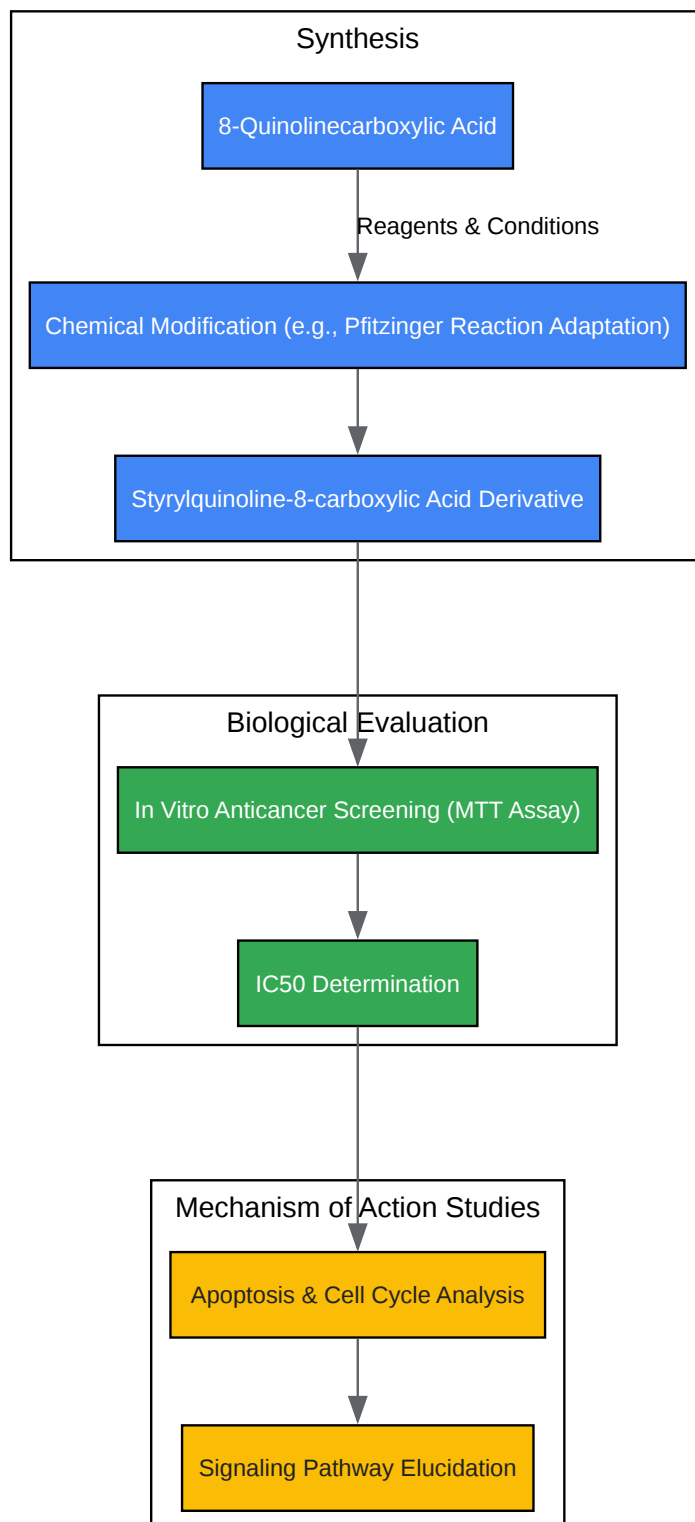 Synthesis
8-Quinolinecarboxylic Acid
Reagents & Conditions
Chemical Modification (e.g., Pfitzinger Reaction Adaptation)
Styrylquinoline-8-carboxylic Acid Derivative
Biological Evaluation
In Vitro Anticancer Screening (MTT Assay)
IC50 Determination
Mechanism of Action Studies
Apoptosis & Cell Cycle Analysis
Signaling Pathway Elucidation